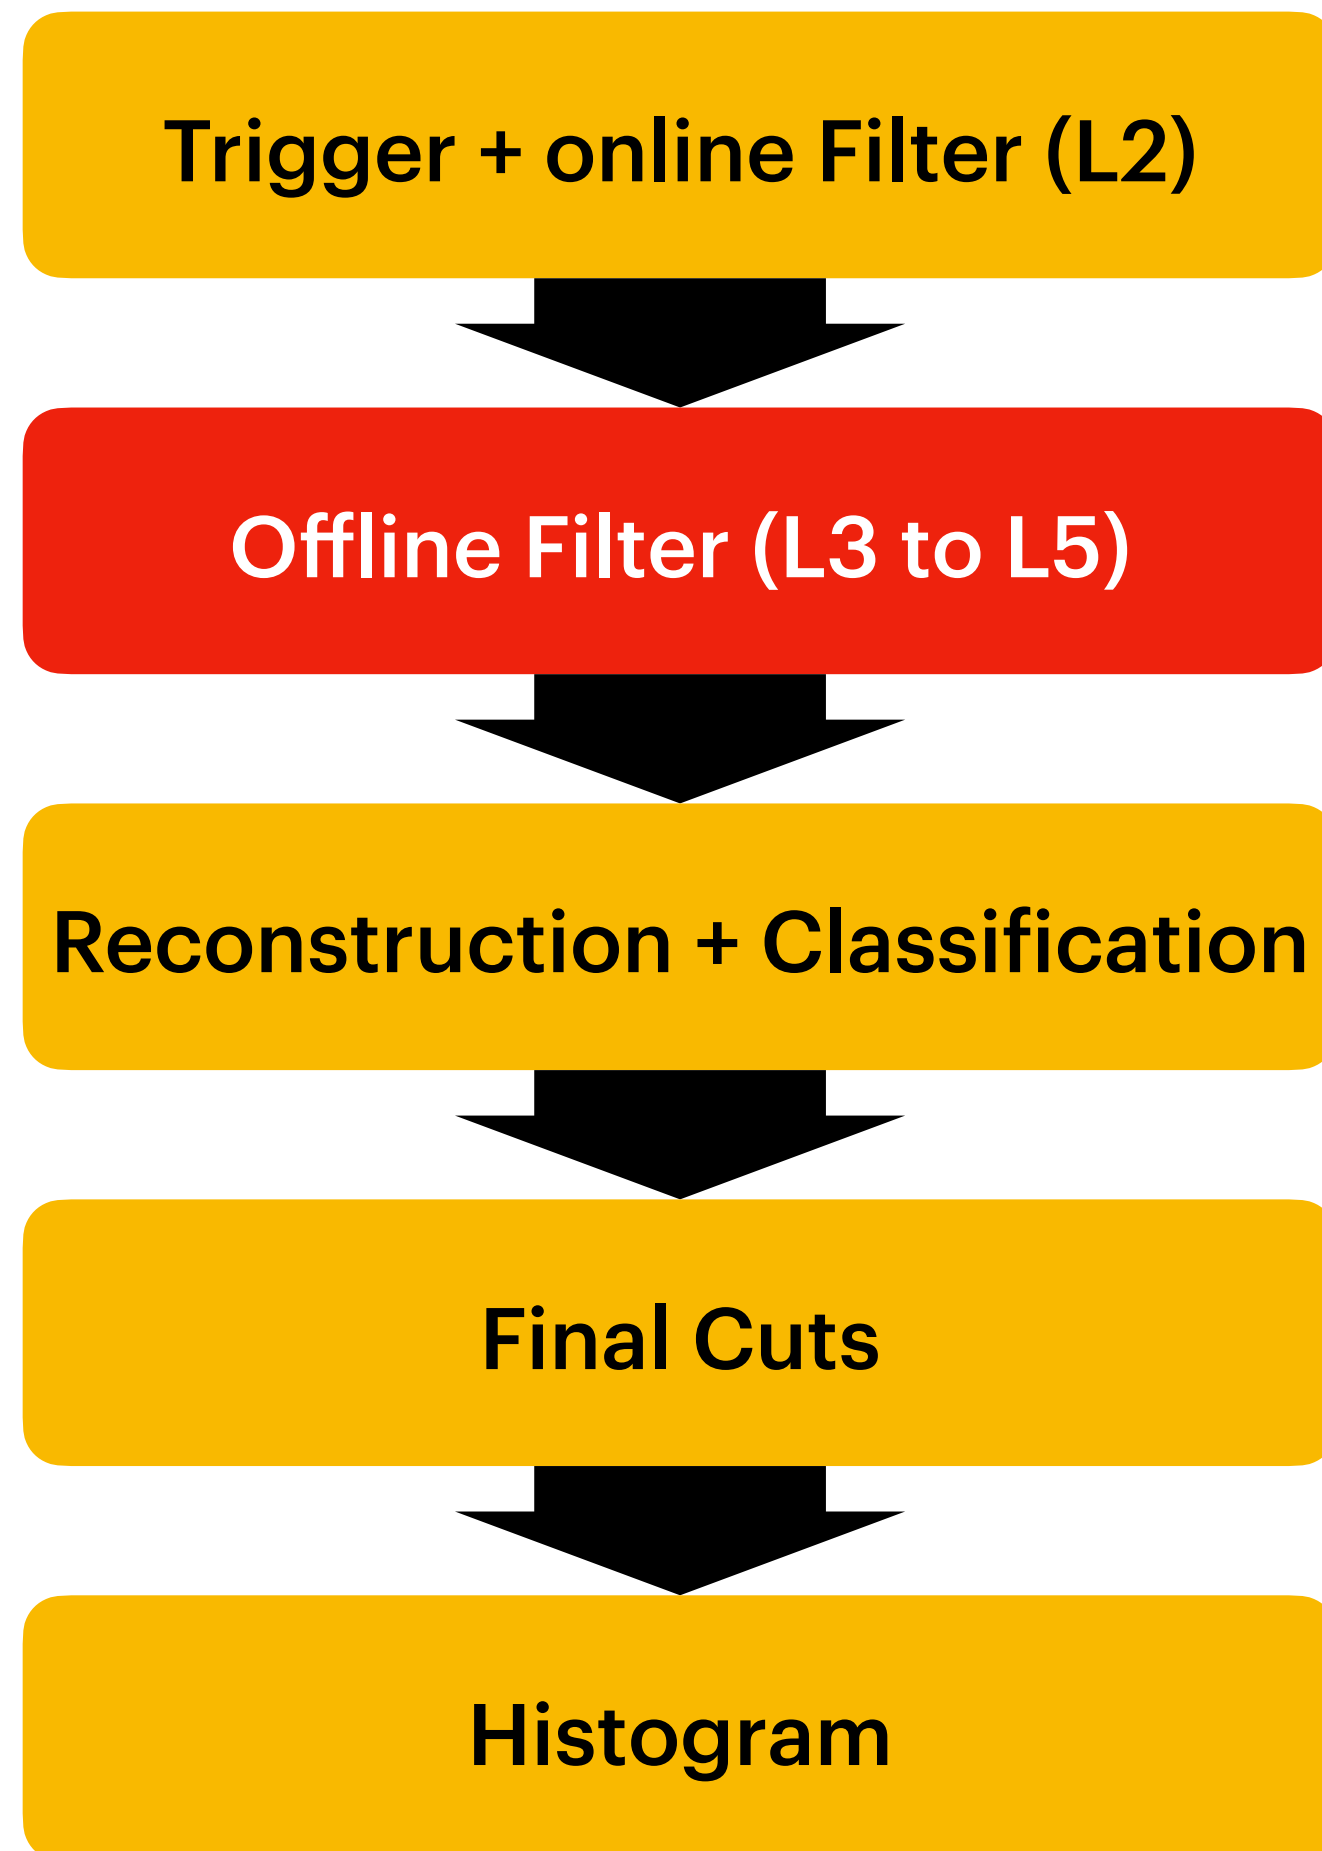 Trigger + online Filter (L2)
Offline Filter (L3 to L5)
Reconstruction + Classification
Final Cuts
Histogram